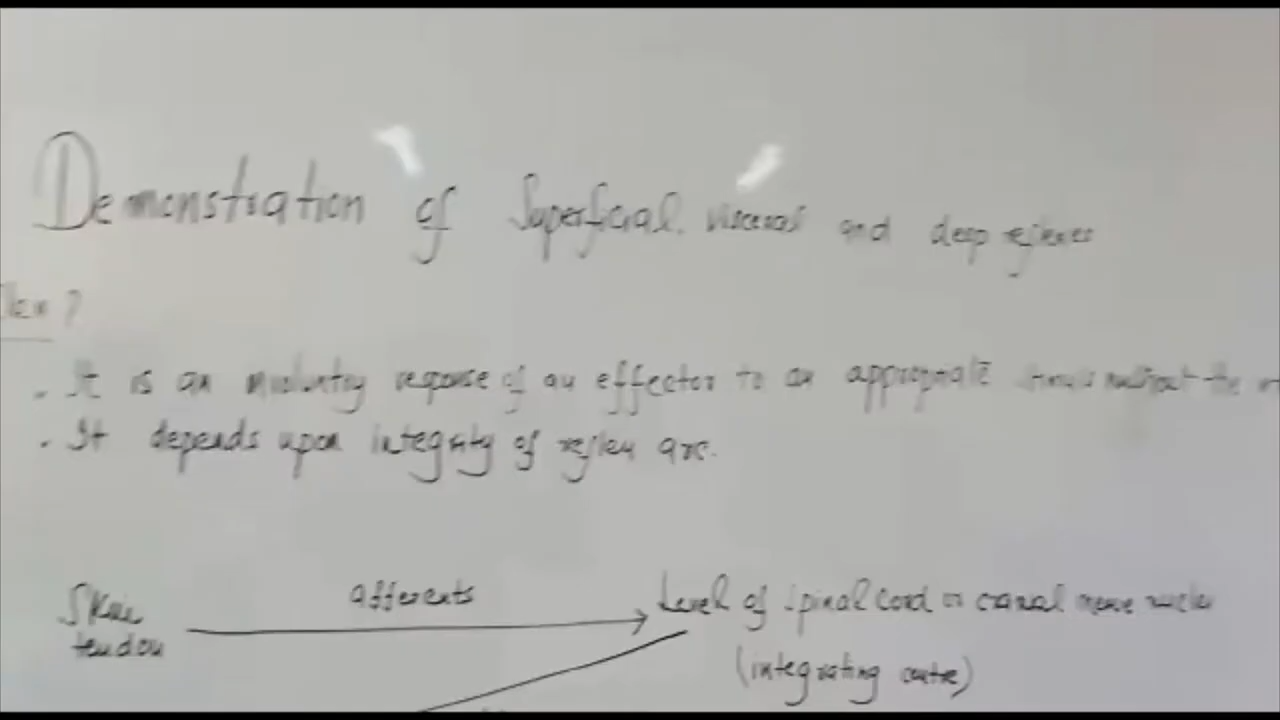 Demonstration of Superficial, visceral and deep reflexes
. It is an involuntry response of an effector to an appropriate stimulus without the
. It depends upon integrity of reflex arc.
Skin
tendon
afferents
Level of spinal cord or cranial nerve nuclei
(integrating centre)